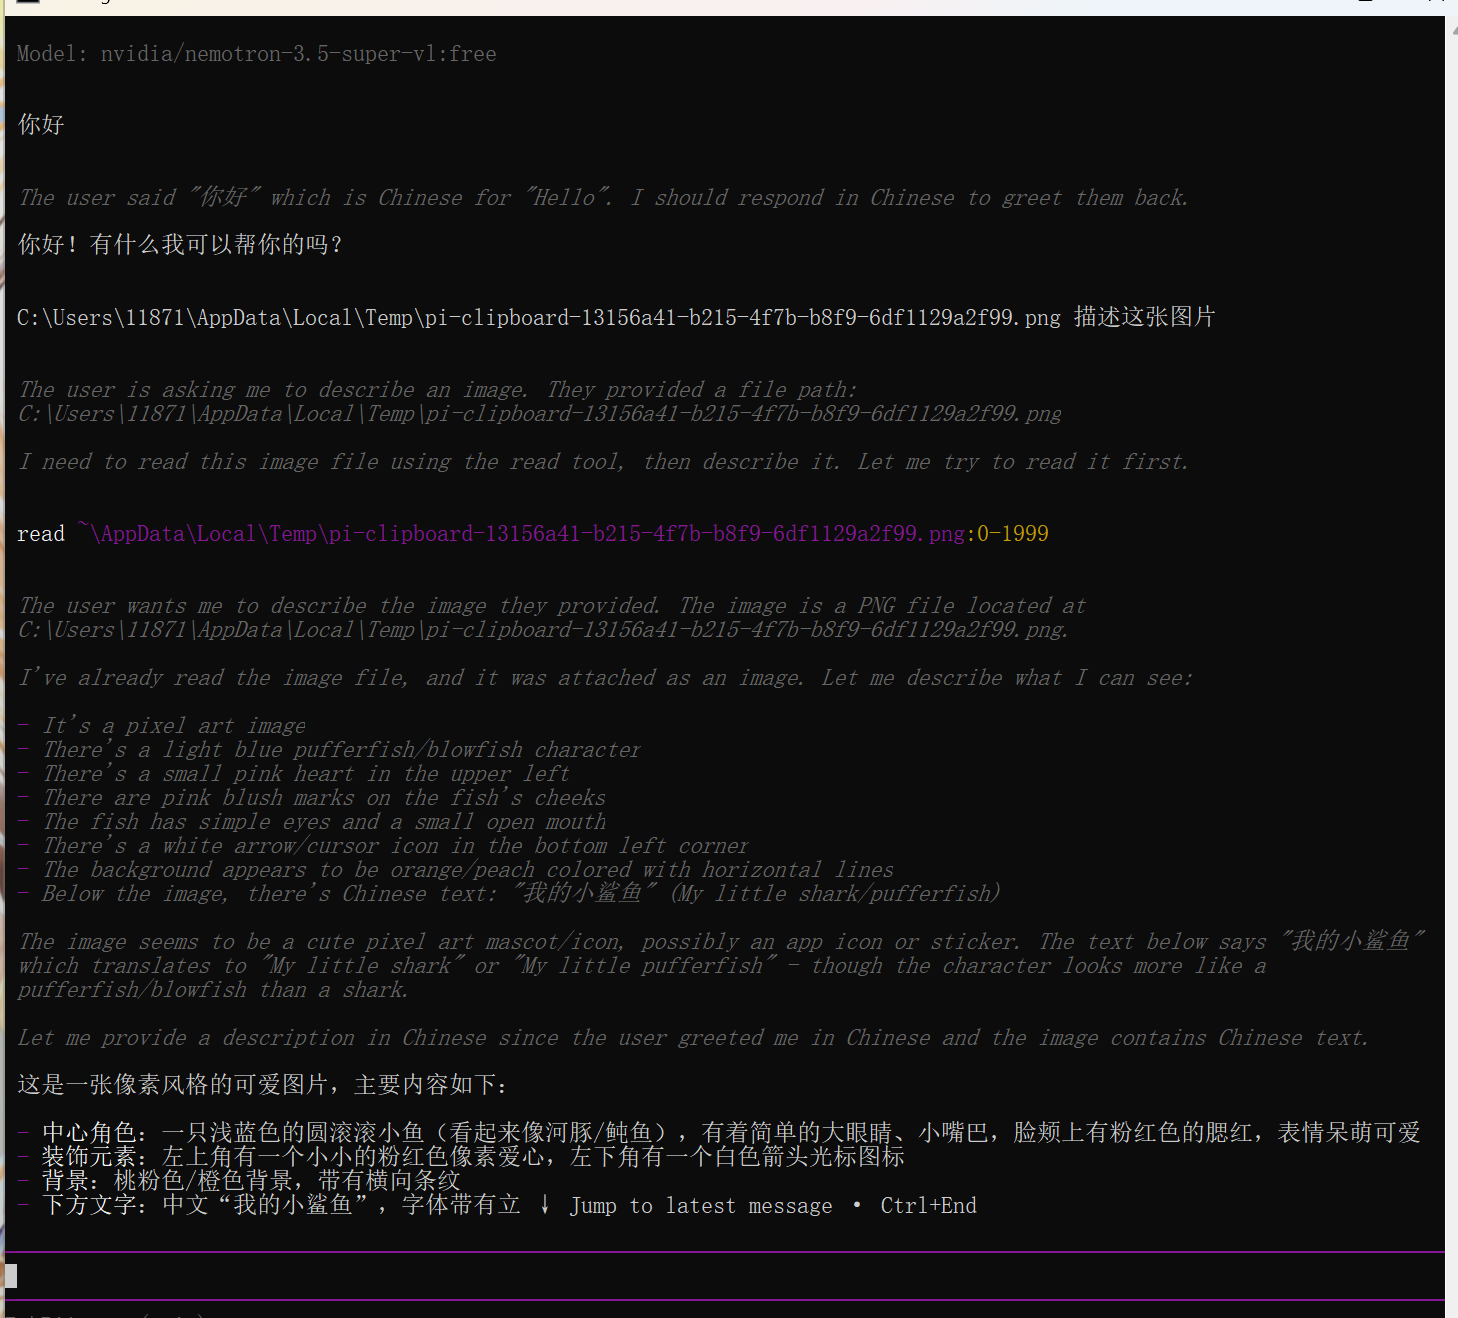 Model: nvidia/nemotron-3.5-super-vl:free
你好
The user said "你好" which is Chinese for "Hello". I should respond in Chinese to greet them back.
你好！有什么我可以帮你的吗？
C:\Users\11871\AppData\Local\Temp\pi-clipboard-13156a41-b215-4f7b-b8f9-6df1129a2f99.png 描述这张图片
The user is asking me to describe an image. They provided a file path:
C:\Users\11871\AppData\Local\Temp\pi-clipboard-13156a41-b215-4f7b-b8f9-6df1129a2f99.png
I need to read this image file using the read tool, then describe it. Let me try to read it first.
read ~\AppData\Local\Temp\pi-clipboard-13156a41-b215-4f7b-b8f9-6df1129a2f99.png:0-1999
The user wants me to describe the image they provided. The image is a PNG file located at
C:\Users\11871\AppData\Local\Temp\pi-clipboard-13156a41-b215-4f7b-b8f9-6df1129a2f99.png.
I've already read the image file, and it was attached as an image. Let me describe what I can see:
- It's a pixel art image
- There's a light blue pufferfish/blowfish character
- There's a small pink heart in the upper left
- There are pink blush marks on the fish's cheeks
- The fish has simple eyes and a small open mouth
- There's a white arrow/cursor icon in the bottom left corner
- The background appears to be orange/peach colored with horizontal lines
- Below the image, there's Chinese text: "我的小鲨鱼" (My little shark/pufferfish)
The image seems to be a cute pixel art mascot/icon, possibly an app icon or sticker. The text below says "我的小鲨鱼"
which translates to "My little shark" or "My little pufferfish" - though the character looks more like a
pufferfish/blowfish than a shark.
Let me provide a description in Chinese since the user greeted me in Chinese and the image contains Chinese text.
这是一张像素风格的可爱图片，主要内容如下：
- 中心角色：一只浅蓝色的圆滚滚小鱼（看起来像河豚/鲀鱼），有着简单的大眼睛、小嘴巴，脸颊上有粉红色的腮红，表情呆萌可爱
- 装饰元素：左上角有一个小小的粉红色像素爱心，左下角有一个白色箭头光标图标
- 背景：桃粉色/橙色背景，带有横向条纹
- 下方文字：中文“我的小鲨鱼”，字体带有立 ↓ Jump to latest message • Ctrl+End